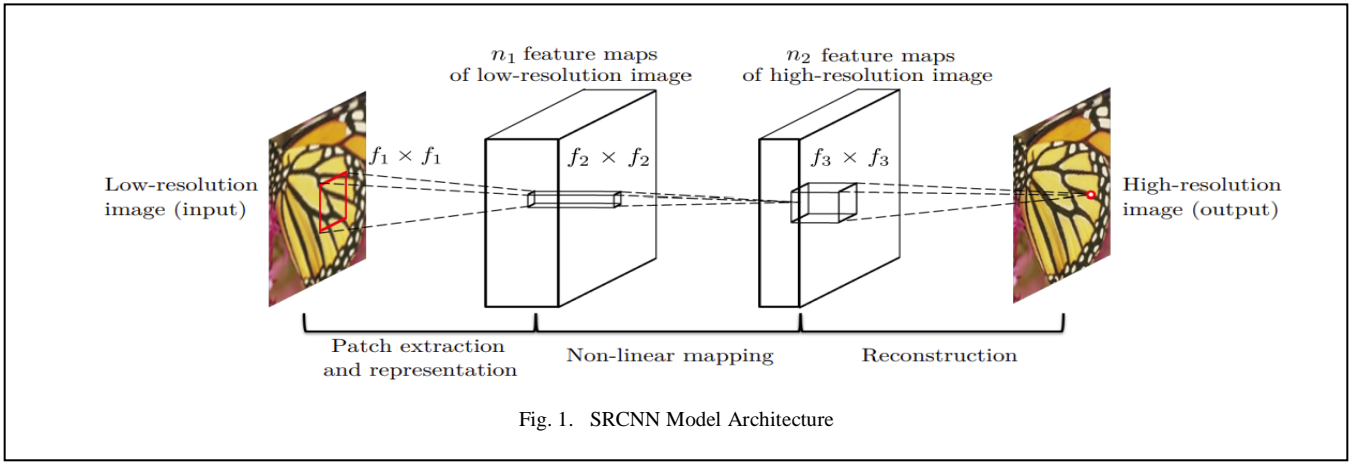 n₁ feature maps
of low-resolution image
n₂ feature maps
of high-resolution image
f₁ × f₁
f₂ × f₂
f₃ × f₃
Low-resolution
image (input)
High-resolution
image (output)
Patch extraction
and representation
Non-linear mapping
Reconstruction
Fig. 1. SRCNN Model Architecture